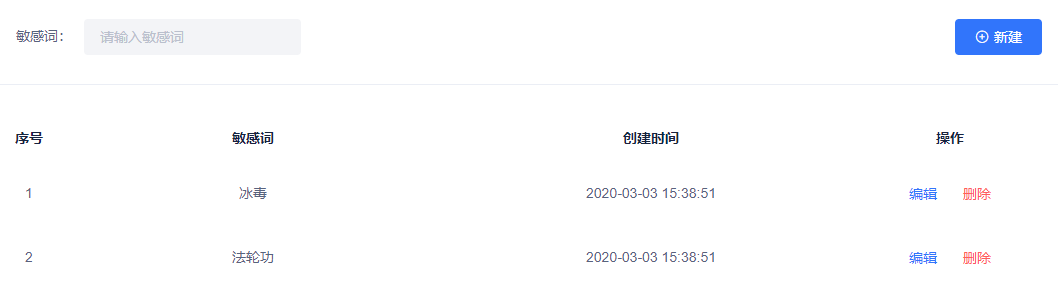 敏感词： 请输入敏感词 新建
序号 敏感词 创建时间 操作
1 冰毒 2020-03-03 15:38:51 编辑 删除
2 法轮功 2020-03-03 15:38:51 编辑 删除